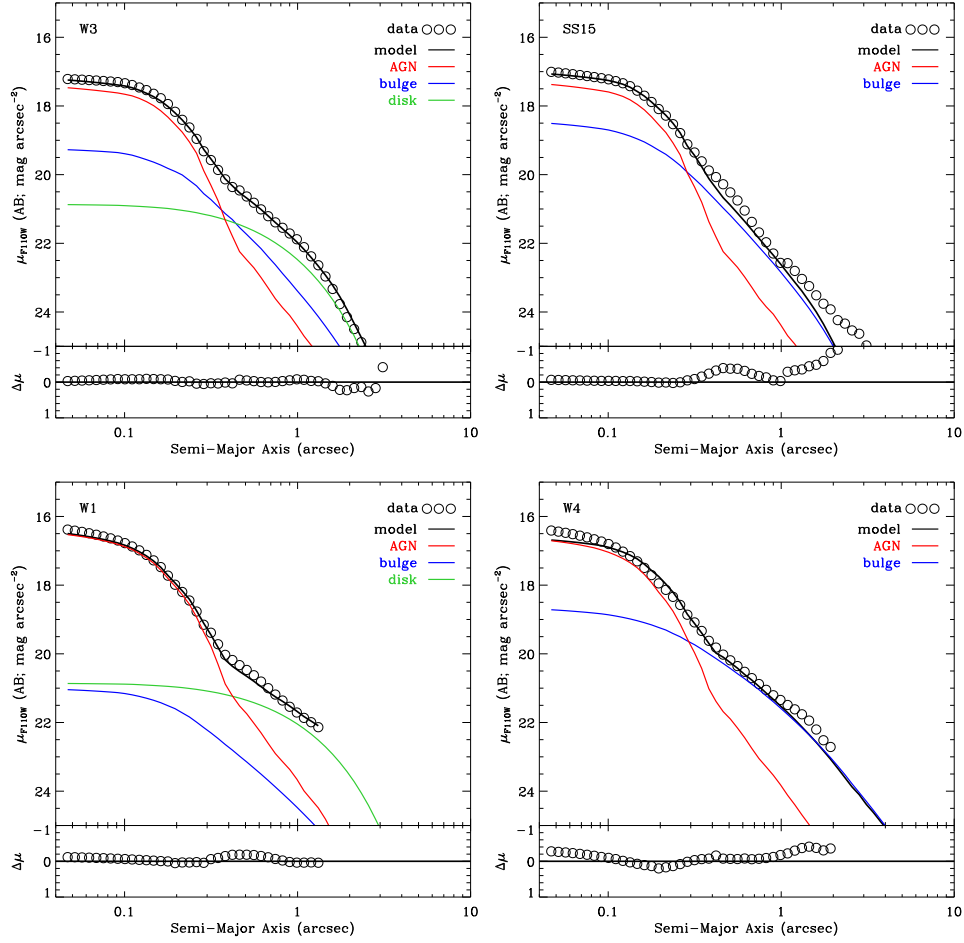 W3
data
model
AGN
bulge
disk
16
18
20
22
24
μF110W (AB; mag arcsec−2)
-1
0
1
Δμ
0.1
1
10
Semi-Major Axis (arcsec)
SS15
data
model
AGN
bulge
16
18
20
22
24
μF110W (AB; mag arcsec−2)
-1
0
1
Δμ
0.1
1
10
Semi-Major Axis (arcsec)
W1
data
model
AGN
bulge
disk
16
18
20
22
24
μF110W (AB; mag arcsec−2)
-1
0
1
Δμ
0.1
1
10
Semi-Major Axis (arcsec)
W4
data
model
AGN
bulge
16
18
20
22
24
μF110W (AB; mag arcsec−2)
-1
0
1
Δμ
0.1
1
10
Semi-Major Axis (arcsec)